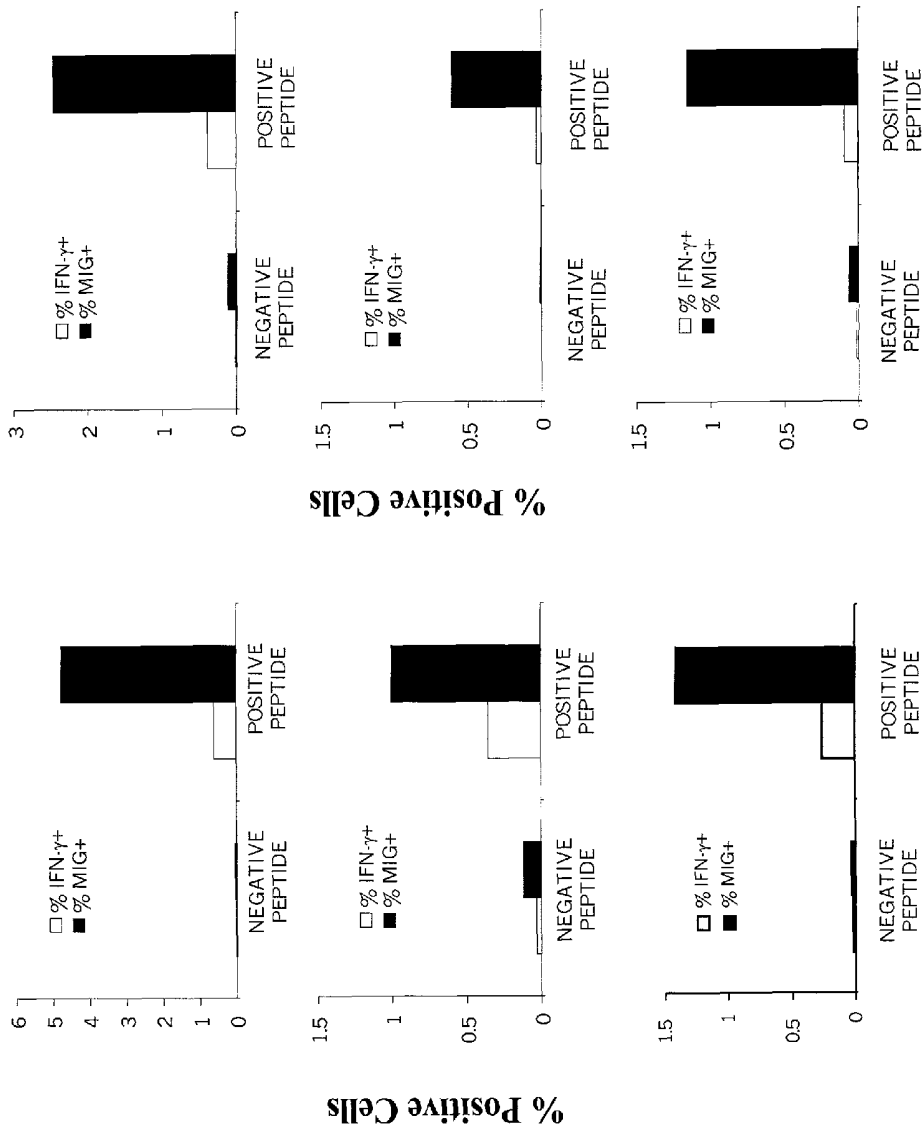 % Positive Cells
6
5
4
3
2
1
0
□ % IFN-γ+
■ % MIG+
NEGATIVE
PEPTIDE
POSITIVE
PEPTIDE
1.5
1
0.5
0
□ % IFN-γ+
■ % MIG+
NEGATIVE
PEPTIDE
POSITIVE
PEPTIDE
1.5
1
0.5
0
□ % IFN-γ+
■ % MIG+
NEGATIVE
PEPTIDE
POSITIVE
PEPTIDE
% Positive Cells
3
2
1
0
□ % IFN-γ+
■ % MIG+
NEGATIVE
PEPTIDE
POSITIVE
PEPTIDE
1.5
1
0.5
0
□ % IFN-γ+
■ % MIG+
NEGATIVE
PEPTIDE
POSITIVE
PEPTIDE
1.5
1
0.5
0
□ % IFN-γ+
■ % MIG+
NEGATIVE
PEPTIDE
POSITIVE
PEPTIDE